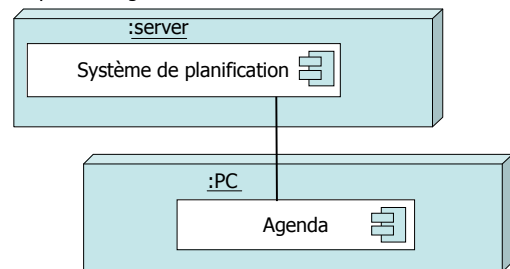 :server
Système de planification
:PC
Agenda